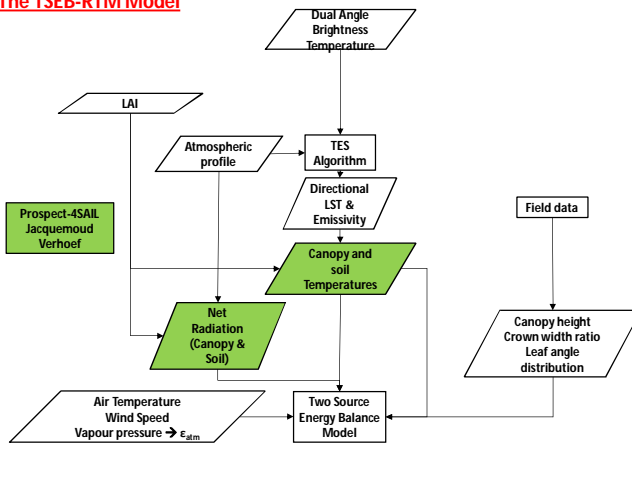 The TSEB-RTM Model
Dual Angle
Brightness
Temperature
LAI
Atmospheric
profile
TES
Algorithm
Directional
LST &
Emissivity
Prospect-4SAIL
Jacquemoud
Verhoef
Field data
Canopy and
soil
Temperatures
Net
Radiation
(Canopy &
Soil)
Canopy height
Crown width ratio
Leaf angle
distribution
Air Temperature
Wind Speed
Vapour pressure → εatm
Two Source
Energy Balance
Model